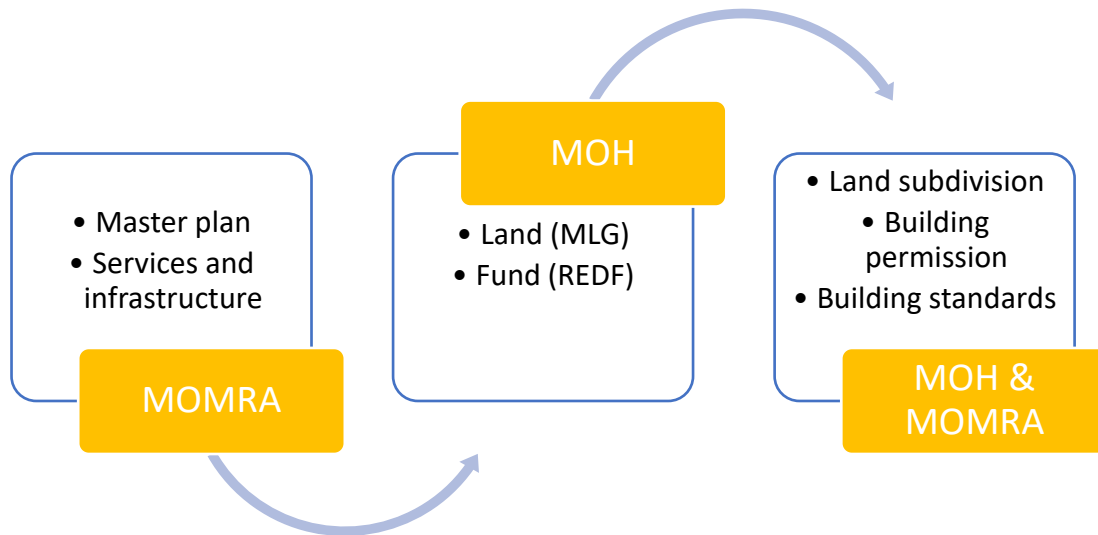 • Master plan
• Services and
infrastructure
MOMRA
MOH
• Land (MLG)
• Fund (REDF)
• Land subdivision
• Building
permission
• Building standards
MOH &
MOMRA